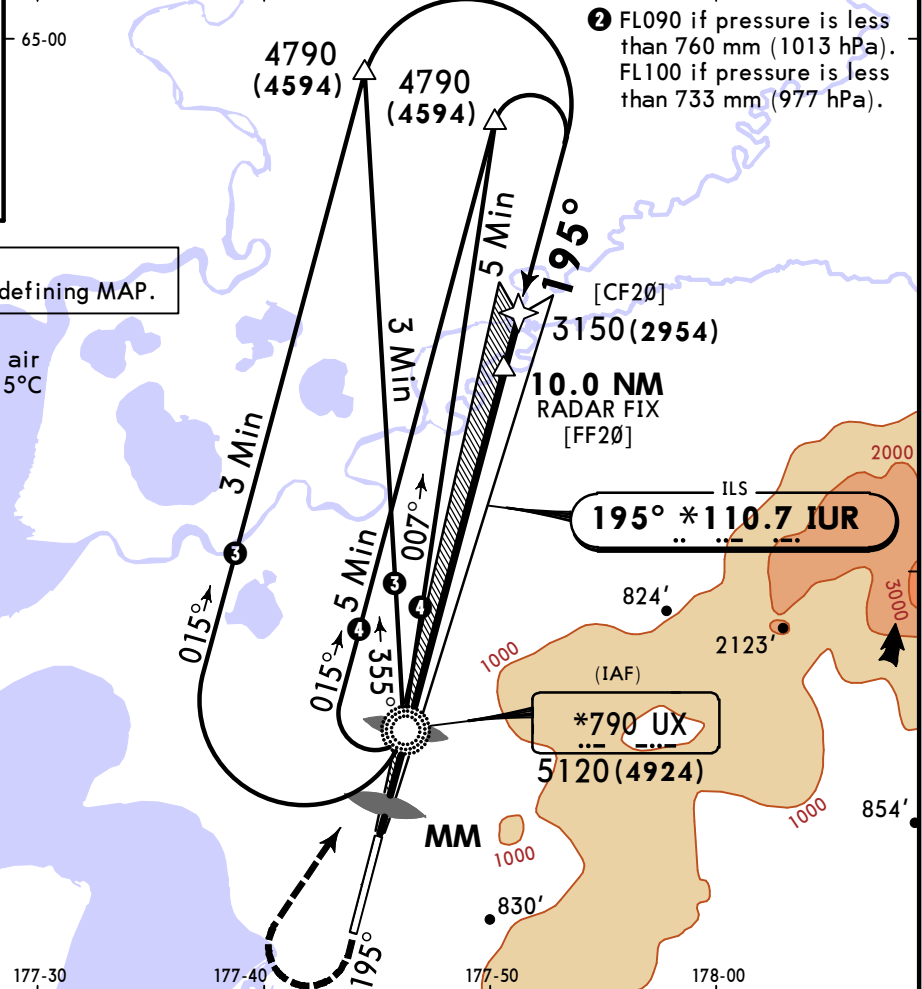 65-00
❷ FL090 if pressure is less
than 760 mm (1013 hPa).
FL100 if pressure is less
than 733 mm (977 hPa).
4790
(4594)
4790
(4594)
5 Min
195°
defining MAP.
[CF20]
3150(2954)
air
5°C
3 Min
10.0 NM
RADAR FIX
[FF20]
3 Min
2000
ILS
195° *110.7 IUR
007°
5 Min
❸
❸
❹
❹
3000
824'
2123'
015°
015°
355°
1000
(IAF)
*790 UX
5120(4924)
MM
1000
1000
854'
830'
195°
177-30
177-40
177-50
178-00